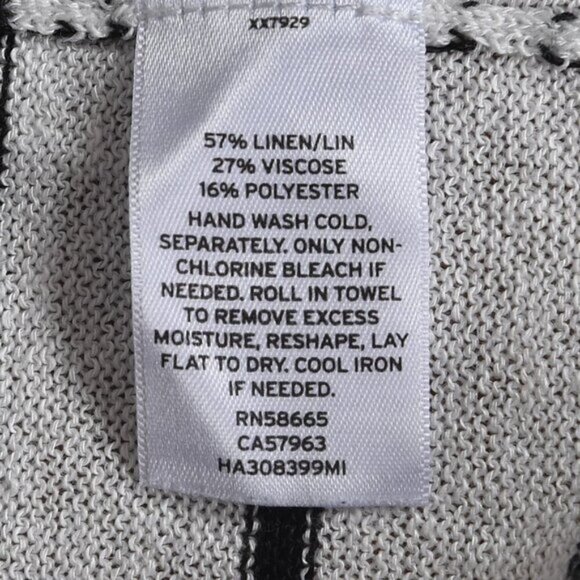 XX7929
57% LINEN/LIN
27% VISCOSE
16% POLYESTER
HAND WASH COLD,
SEPARATELY. ONLY NON-
CHLORINE BLEACH IF
NEEDED. ROLL IN TOWEL
TO REMOVE EXCESS
MOISTURE, RESHAPE, LAY
FLAT TO DRY. COOL IRON
IF NEEDED.
RN58665
CA57963
HA308399MI